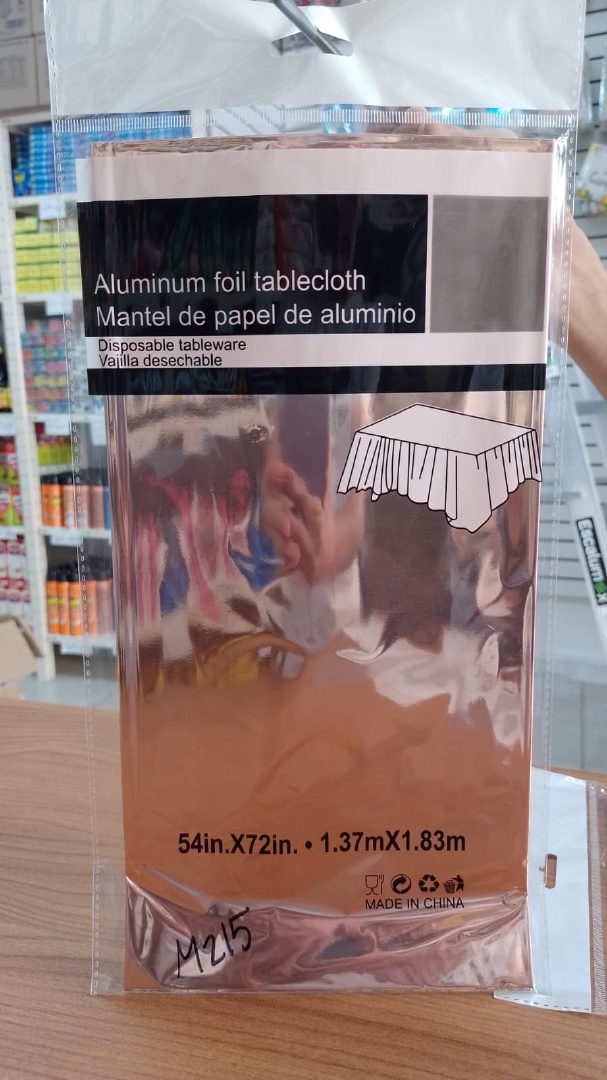 Aluminum foil tablecloth
Mantel de papel de aluminio
Disposable tableware
Vajilla desechable
54in.X72in. • 1.37mX1.83m
MADE IN CHINA
M215